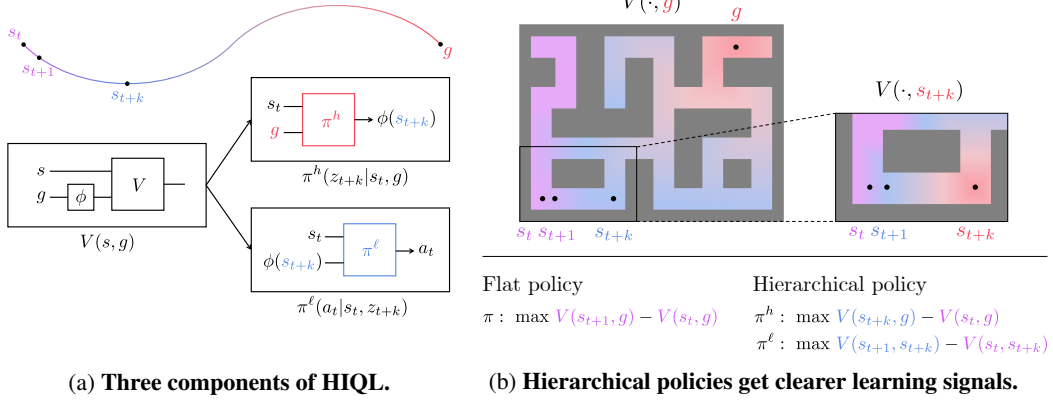 s_t
s_{t+1}
s_{t+k}
g
s
g
ϕ
V
V(s, g)
s_t
g
π^h
ϕ(s_{t+k})
π^h(z_{t+k}|s_t, g)
s_t
ϕ(s_{t+k})
π^ℓ
a_t
π^ℓ(a_t|s_t, z_{t+k})
(a) Three components of HIQL.
V(·, g)
g
s_t s_{t+1} s_{t+k}
V(·, s_{t+k})
s_t s_{t+1} s_{t+k}
Flat policy
π : max V(s_{t+1}, g) − V(s_t, g)
Hierarchical policy
π^h : max V(s_{t+k}, g) − V(s_t, g)
π^ℓ : max V(s_{t+1}, s_{t+k}) − V(s_t, s_{t+k})
(b) Hierarchical policies get clearer learning signals.